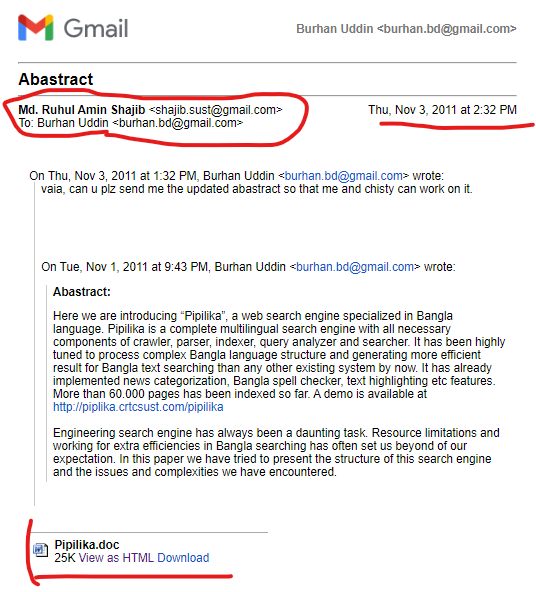 Gmail
Burhan Uddin <burhan.bd@gmail.com>
Abastract
Md. Ruhul Amin Shajib <shajib.sust@gmail.com>
Thu, Nov 3, 2011 at 2:32 PM
To: Burhan Uddin <burhan.bd@gmail.com>
On Thu, Nov 3, 2011 at 1:32 PM, Burhan Uddin <burhan.bd@gmail.com> wrote:
vaia, can u plz send me the updated abastract so that me and chisty can work on it.
On Tue, Nov 1, 2011 at 9:43 PM, Burhan Uddin <burhan.bd@gmail.com> wrote:
Abastract:
Here we are introducing “Pipilika”, a web search engine specialized in Bangla
language. Pipilika is a complete multilingual search engine with all necessary
components of crawler, parser, indexer, query analyzer and searcher. It has been highly
tuned to process complex Bangla language structure and generating more efficient
result for Bangla text searching than any other existing system by now. It has already
implemented news categorization, Bangla spell checker, text highlighting etc features.
More than 60.000 pages has been indexed so far. A demo is available at
http://piplika.crtcsust.com/pipilika
Engineering search engine has always been a daunting task. Resource limitations and
working for extra efficiencies in Bangla searching has often set us beyond of our
expectation. In this paper we have tried to present the structure of this search engine
and the issues and complexities we have encountered.
Pipilika.doc
25K View as HTML Download